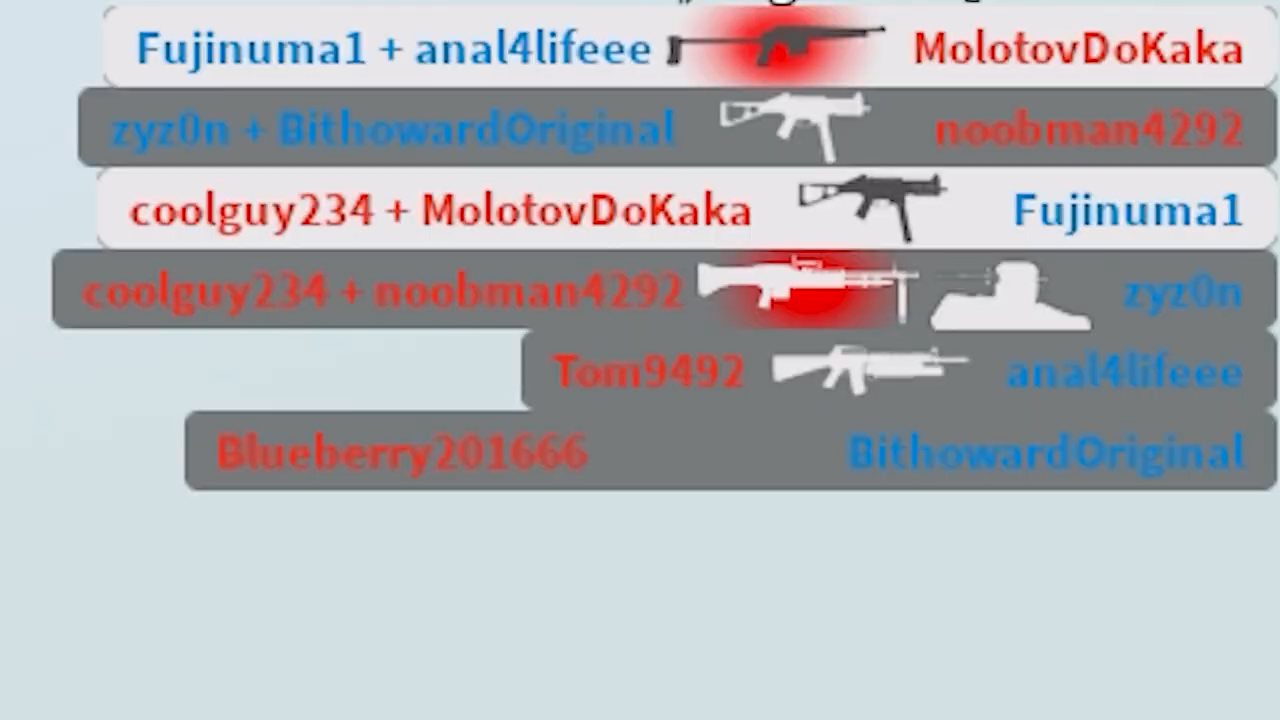 Fujinuma1 + anal4lifeee MolotovDoKaka
zyz0n + BithowardOriginal noobman4292
coolguy234 + MolotovDoKaka Fujinuma1
coolguy234 + noobman4292 zyz0n
Tom9492 anal4lifeee
Blueberry201666 BithowardOriginal